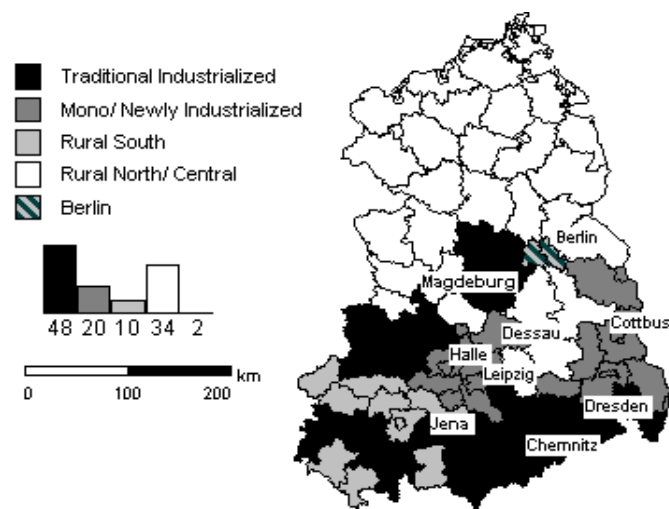 Traditional Industrialized
Mono/ Newly Industrialized
Rural South
Rural North/ Central
Berlin
48 20 10 34 2
0 100 200 km
Berlin
Magdeburg
Cottbus
Dessau
Halle
Leipzig
Dresden
Jena
Chemnitz